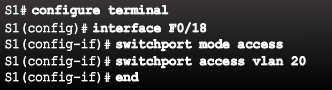 S1# configure terminal
S1(config)# interface F0/18
S1(config-if)# switchport mode access
S1(config-if)# switchport access vlan 20
S1(config-if)# end